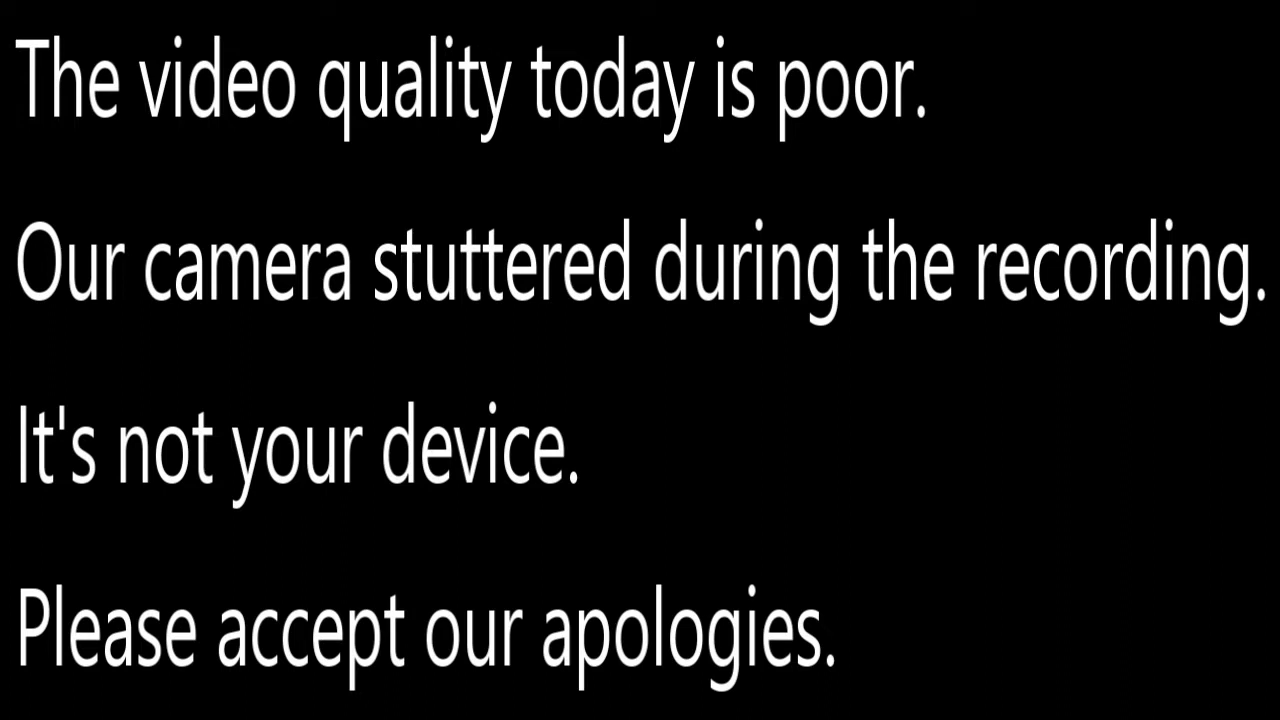 The video quality today is poor.
Our camera stuttered during the recording.
It's not your device.
Please accept our apologies.